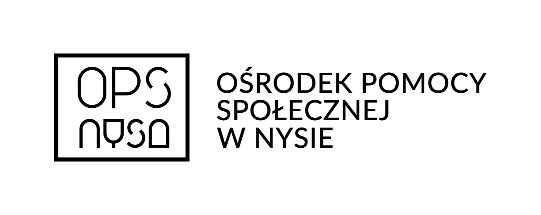 OPS
nysa
OŚRODEK POMOCY
SPOŁECZNEJ
W NYSIE